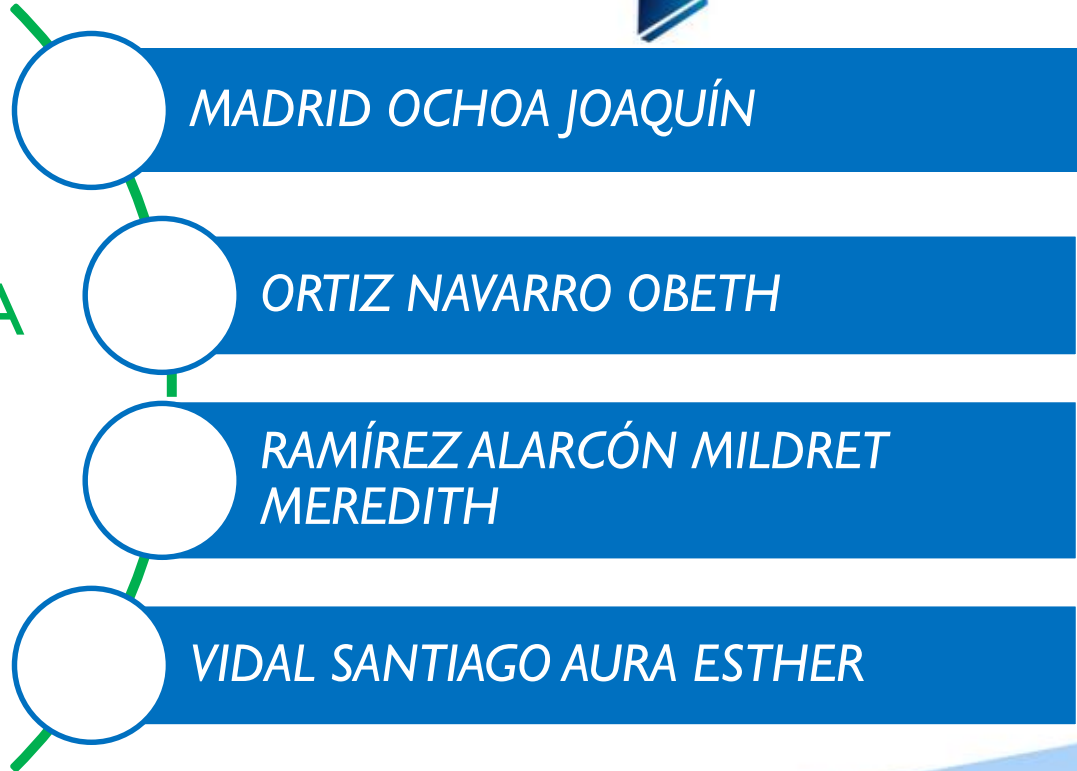 MADRID OCHOA JOAQUÍN
ORTIZ NAVARRO OBETH
A
RAMÍREZ ALARCÓN MILDRET
MEREDITH
VIDAL SANTIAGO AURA ESTHER